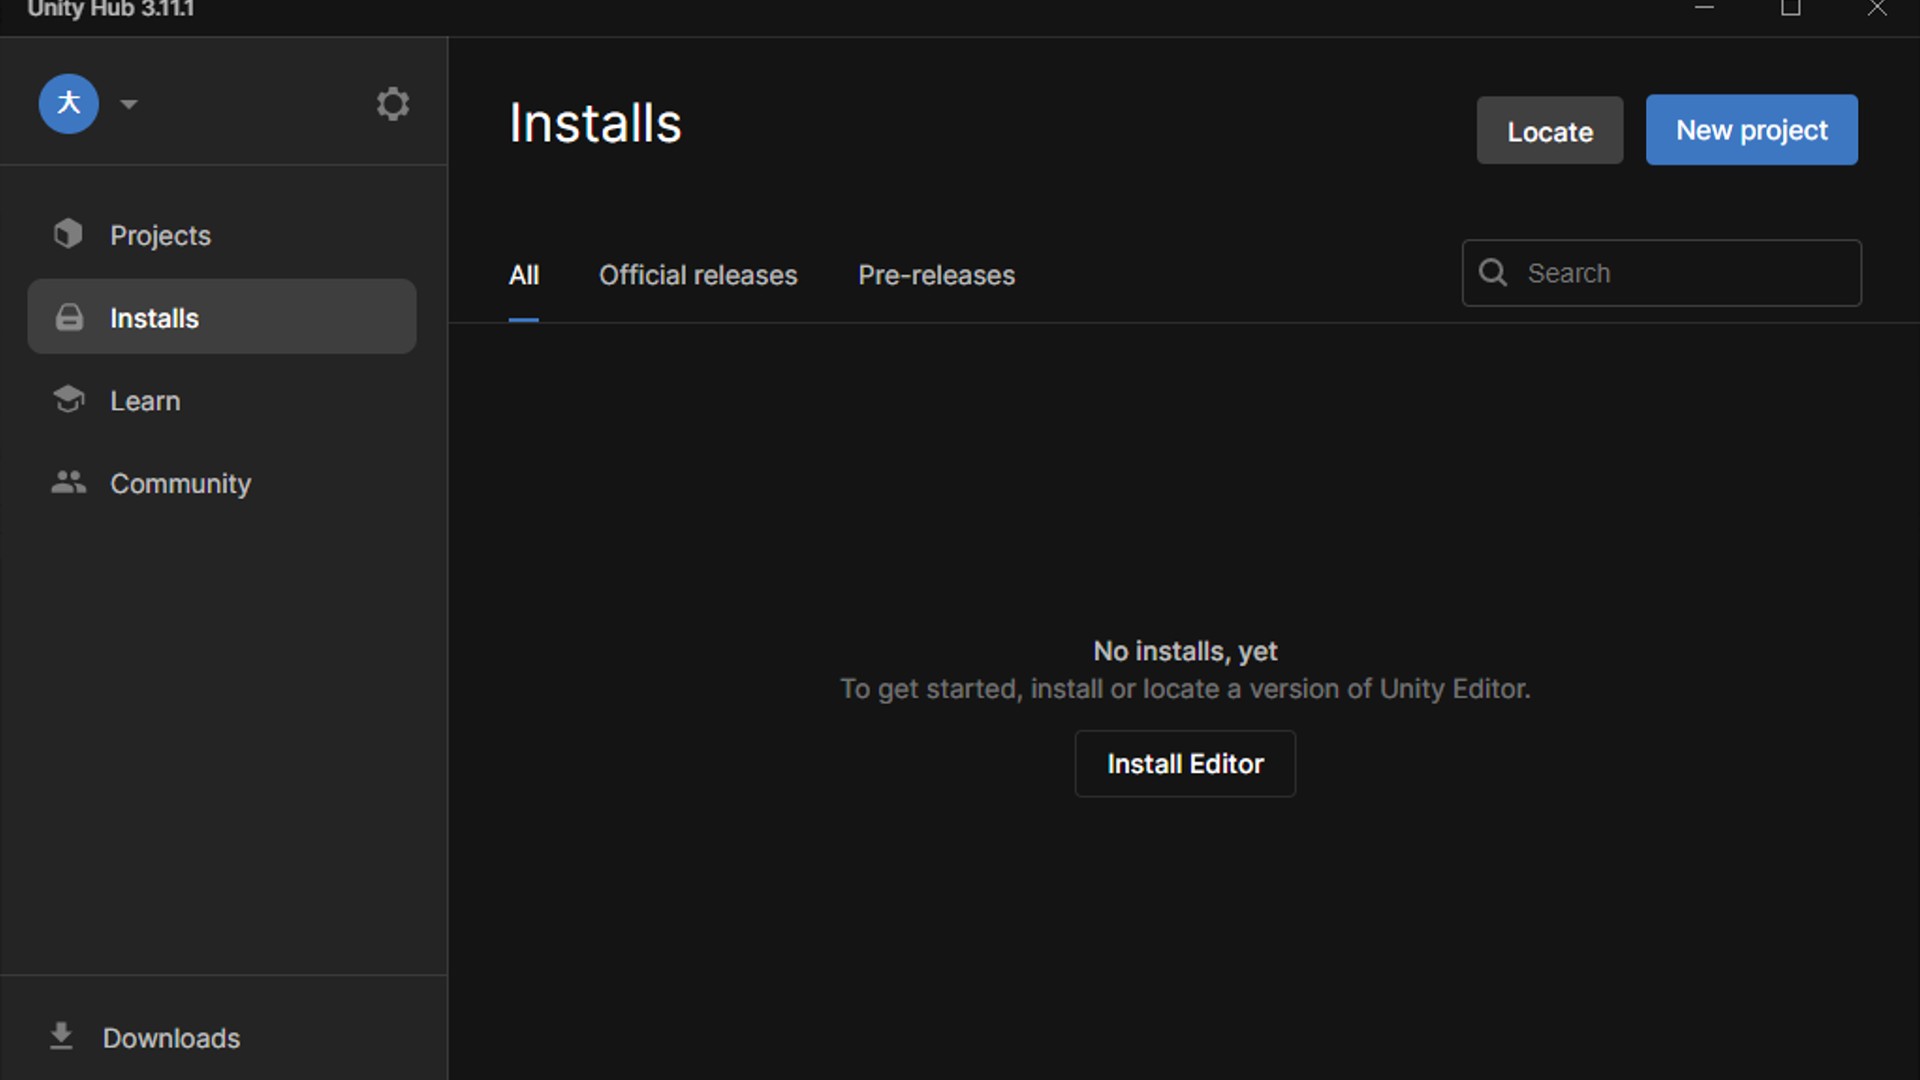 Unity Hub 3.11.1
大
Installs
Locate
New project
Projects
Installs
Learn
Community
All
Official releases
Pre-releases
Search
No installs, yet
To get started, install or locate a version of Unity Editor.
Install Editor
Downloads